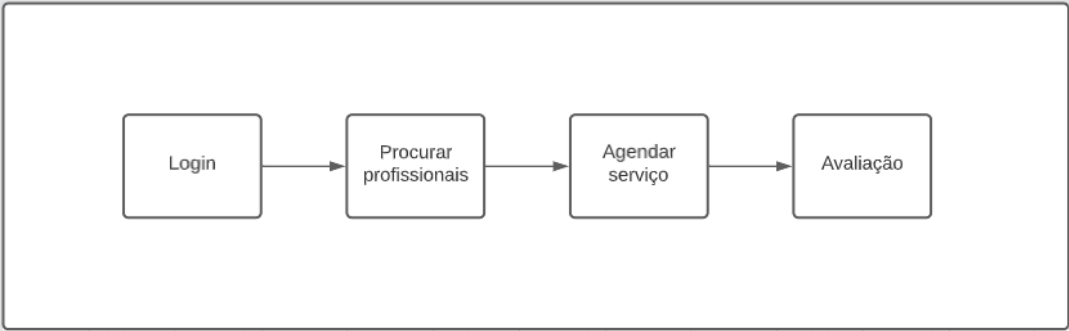 Login
Procurar
profissionais
Agendar
serviço
Avaliação